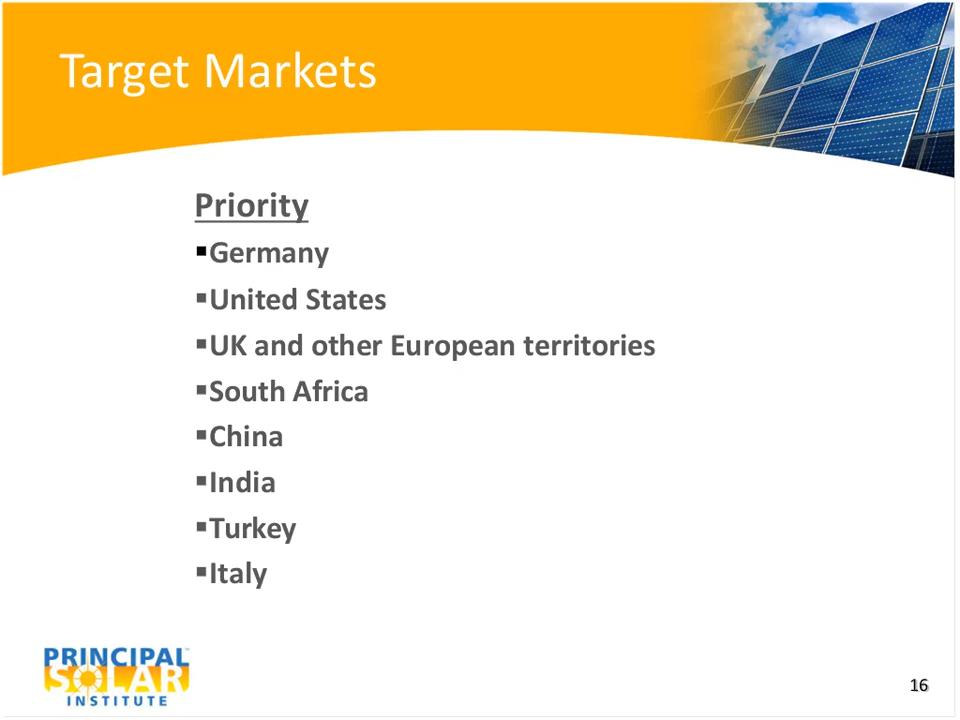 Target Markets
Priority
▪Germany
▪United States
▪UK and other European territories
▪South Africa
▪China
▪India
▪Turkey
▪Italy
PRINCIPAL
SOLAR
INSTITUTE
16